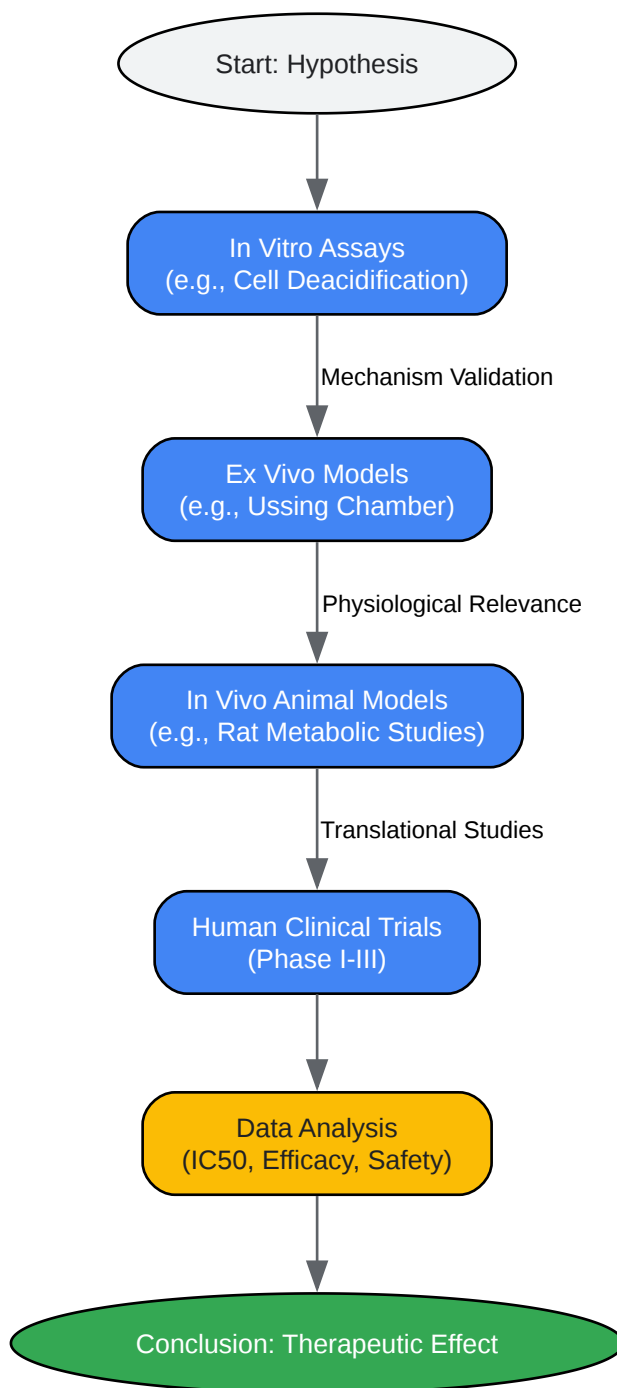 Start: Hypothesis
In Vitro Assays
(e.g., Cell Deacidification)
Mechanism Validation
Ex Vivo Models
(e.g., Ussing Chamber)
Physiological Relevance
In Vivo Animal Models
(e.g., Rat Metabolic Studies)
Translational Studies
Human Clinical Trials
(Phase I-III)
Data Analysis
(IC50, Efficacy, Safety)
Conclusion: Therapeutic Effect